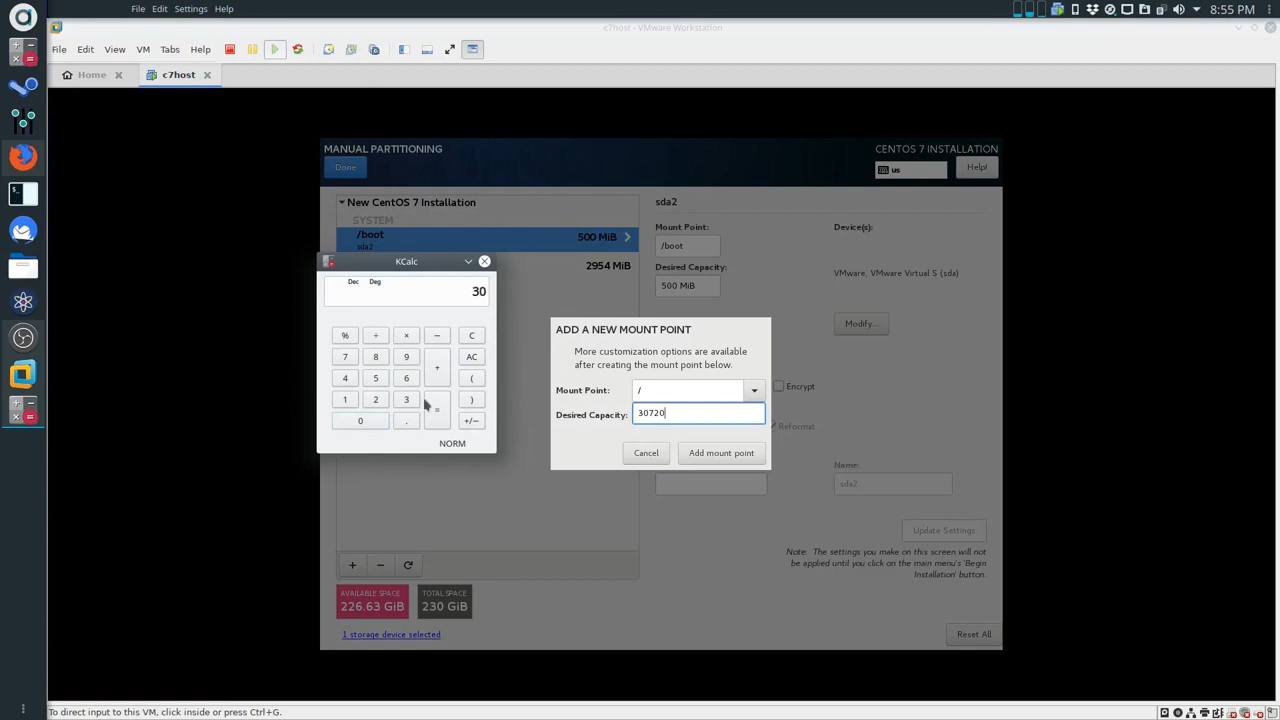 File Edit Settings Help
8:55 PM
c7host - VMware Workstation
File Edit View VM Tabs Help
Home
c7host
MANUAL PARTITIONING
CENTOS 7 INSTALLATION
Done
us
Help!
New CentOS 7 Installation
SYSTEM
/boot
500 MiB
sda2
2954 MiB
sda2
Mount Point:
Device(s):
/boot
Desired Capacity:
VMware, VMware Virtual S (sda)
500 MiB
Modify...
Encrypt
Reformat
Name:
sda2
Update Settings
Note: The settings you make on this screen will not
be applied until you click on the main menu's 'Begin
Installation' button.
KCalc
Dec Deg
30
% ÷ × − C
7 8 9 + AC
4 5 6 (
1 2 3 = )
0 . +/−
NORM
ADD A NEW MOUNT POINT
More customization options are available
after creating the mount point below.
Mount Point: /
Desired Capacity: 30720
Cancel
Add mount point
+ −
AVAILABLE SPACE
226.63 GiB
TOTAL SPACE
230 GiB
1 storage device selected
Reset All
To direct input to this VM, click inside or press Ctrl+G.